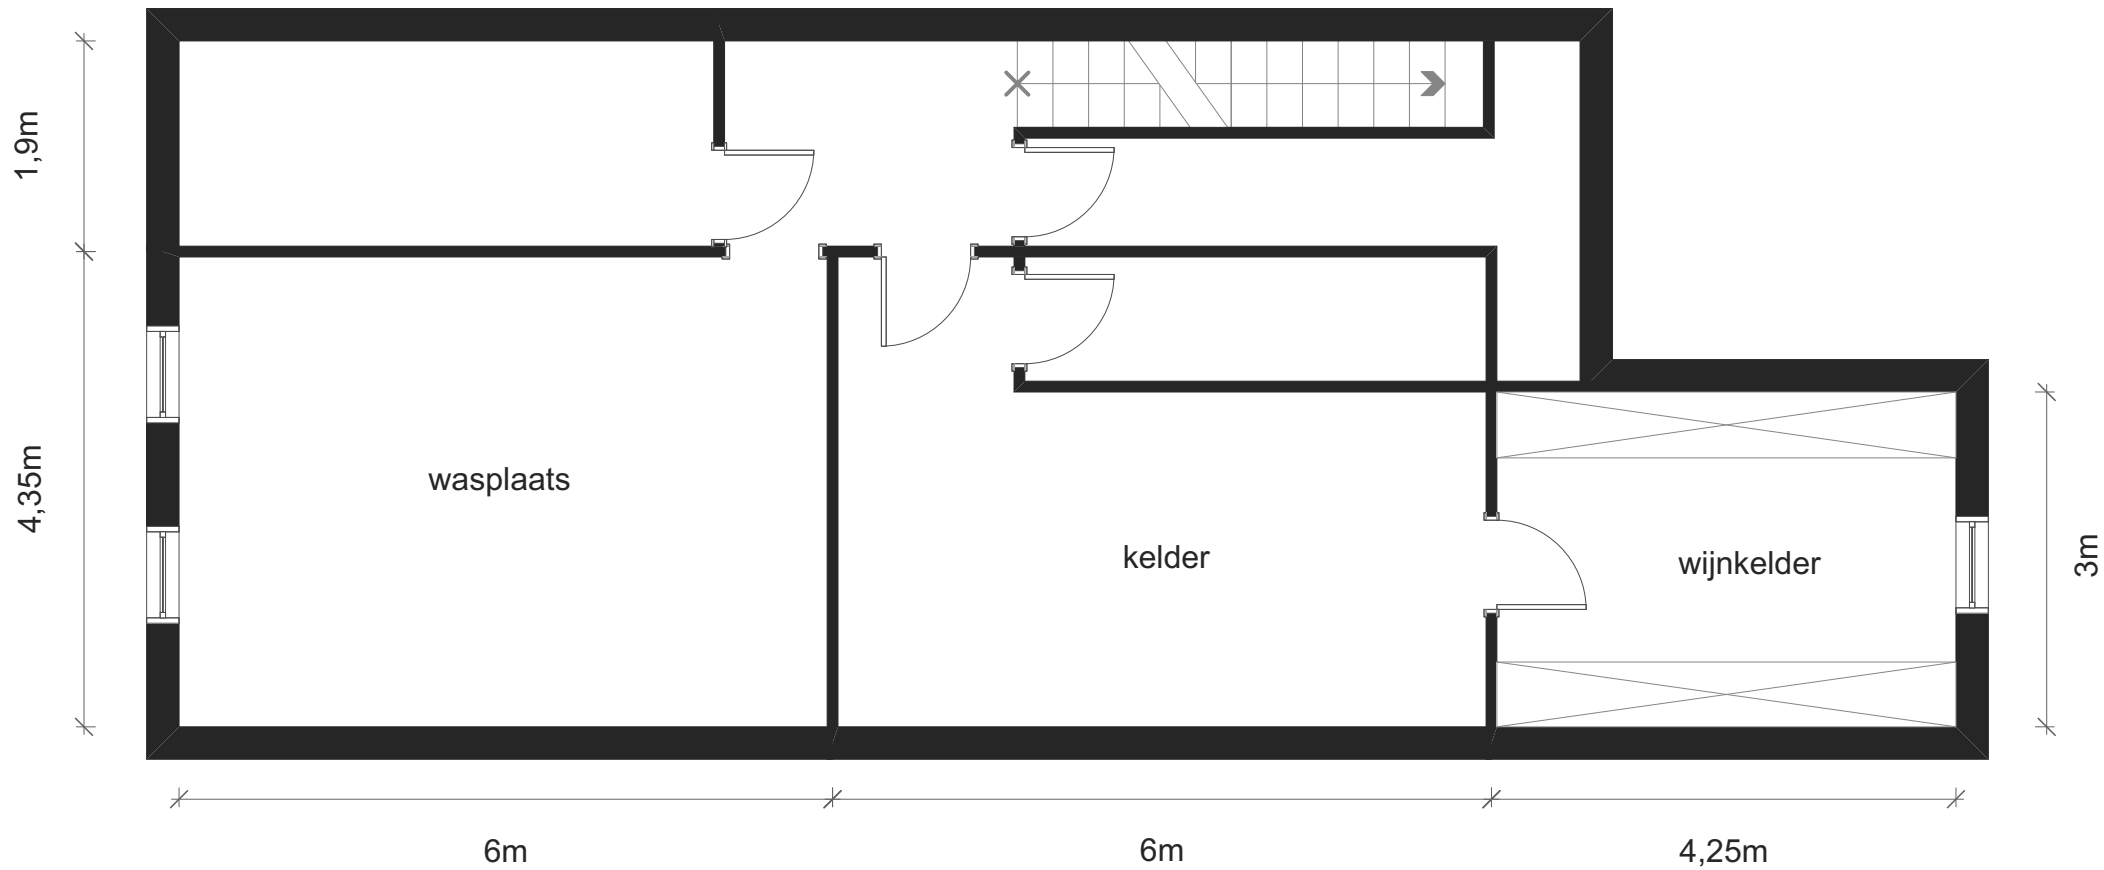 1,9m
4,35m
wasplaats
kelder
wijnkelder
3m
6m
6m
4,25m